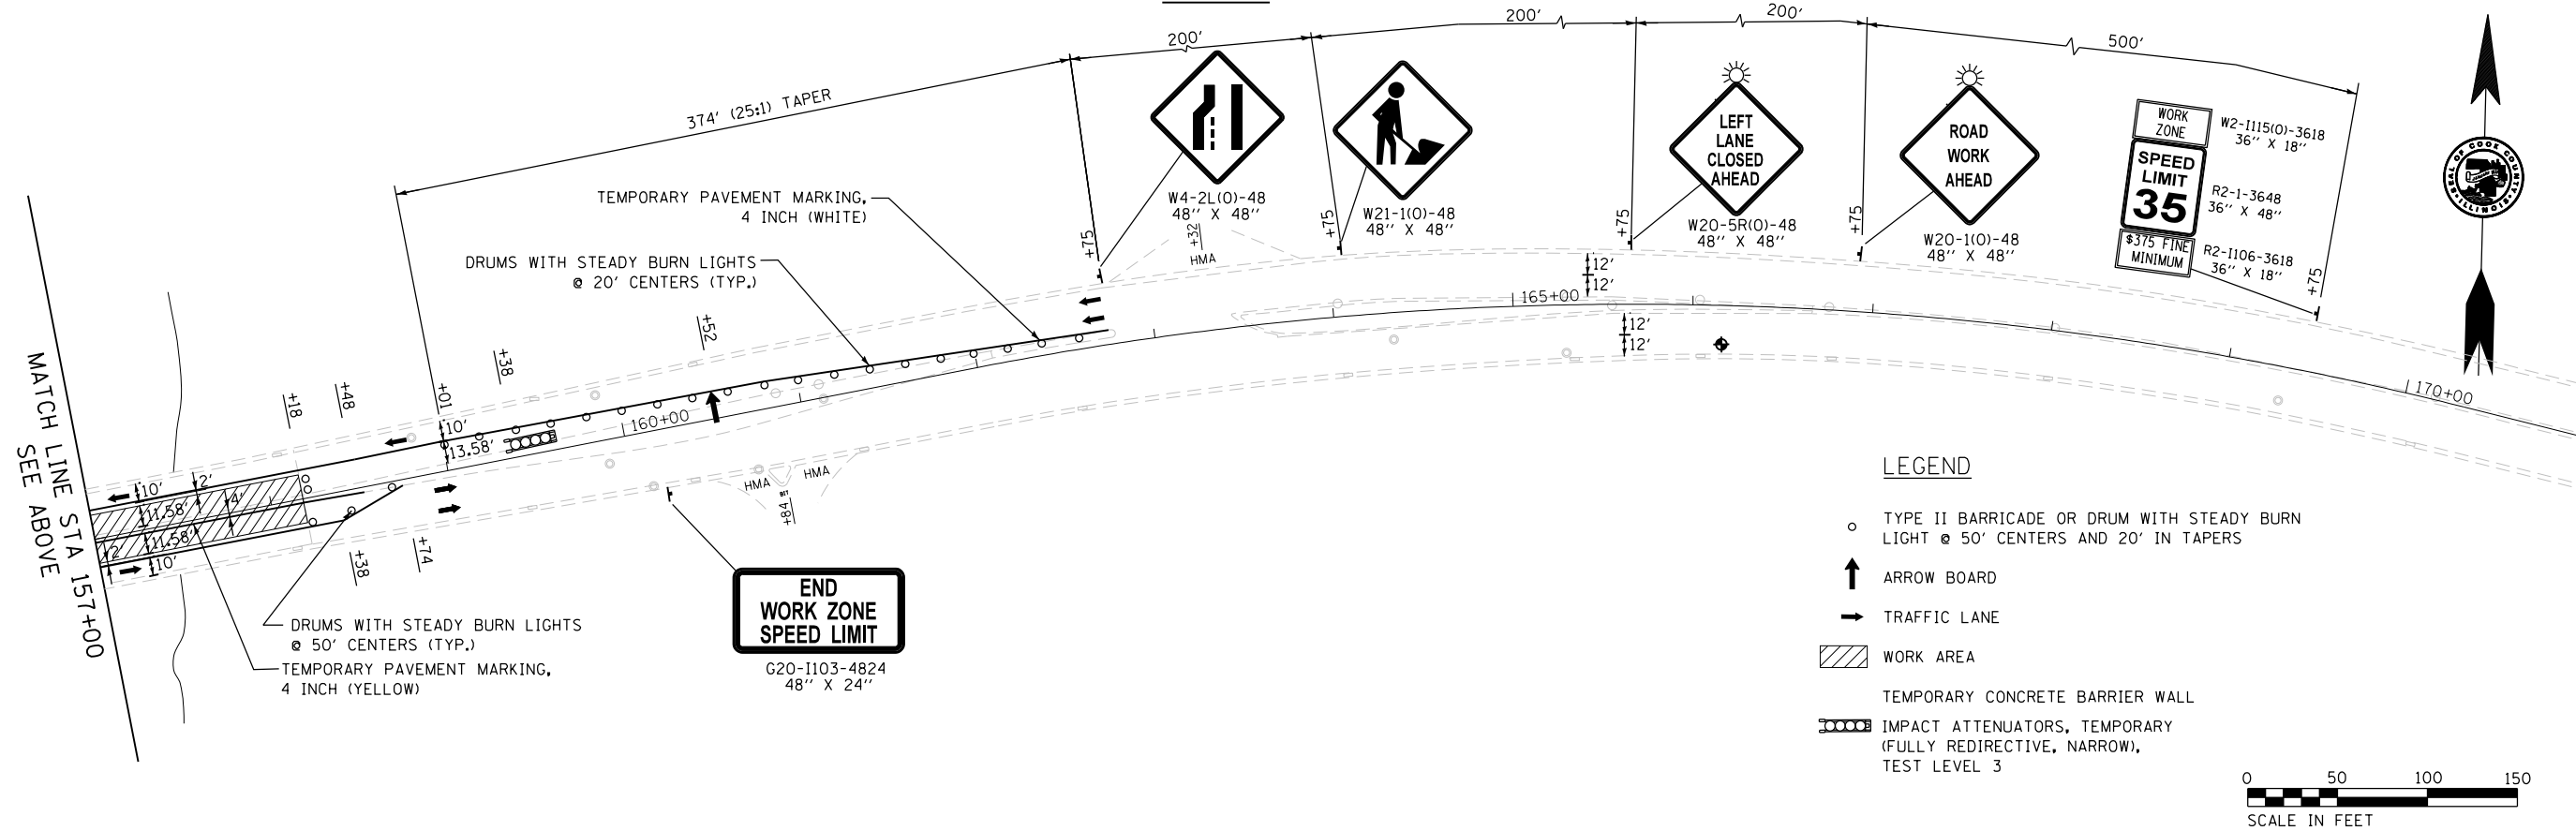 200'
200'
200'
500'
374' (25:1) TAPER
TEMPORARY PAVEMENT MARKING,
4 INCH (WHITE)
DRUMS WITH STEADY BURN LIGHTS
@ 20' CENTERS (TYP.)
W4-2L(O)-48
48'' X 48''
W21-1(O)-48
48'' X 48''
LEFT
LANE
CLOSED
AHEAD
W20-5R(O)-48
48'' X 48''
ROAD
WORK
AHEAD
W20-1(O)-48
48'' X 48''
WORK
ZONE
SPEED
LIMIT
35
$375 FINE
MINIMUM
W2-I115(O)-3618
36'' X 18''
R2-1-3648
36'' X 48''
R2-I106-3618
36'' X 18''
SEAL OF COOK COUNTY
ILLINOIS
+75
+32
HMA
+75
+75
+75
+75
12'
12'
165+00
12'
12'
170+00
+52
+38
+01
+48
+18
10'
13.58'
160+00
MATCH LINE STA 157+00
SEE ABOVE
10'
2'
11.58'
4'
11.58'
2'
10'
+38
+74
HMA
HMA
+84
DRUMS WITH STEADY BURN LIGHTS
@ 50' CENTERS (TYP.)
TEMPORARY PAVEMENT MARKING,
4 INCH (YELLOW)
END
WORK ZONE
SPEED LIMIT
G20-I103-4824
48'' X 24''
LEGEND
TYPE II BARRICADE OR DRUM WITH STEADY BURN
LIGHT @ 50' CENTERS AND 20' IN TAPERS
ARROW BOARD
TRAFFIC LANE
WORK AREA
TEMPORARY CONCRETE BARRIER WALL
IMPACT ATTENUATORS, TEMPORARY
(FULLY REDIRECTIVE, NARROW),
TEST LEVEL 3
0 50 100 150
SCALE IN FEET